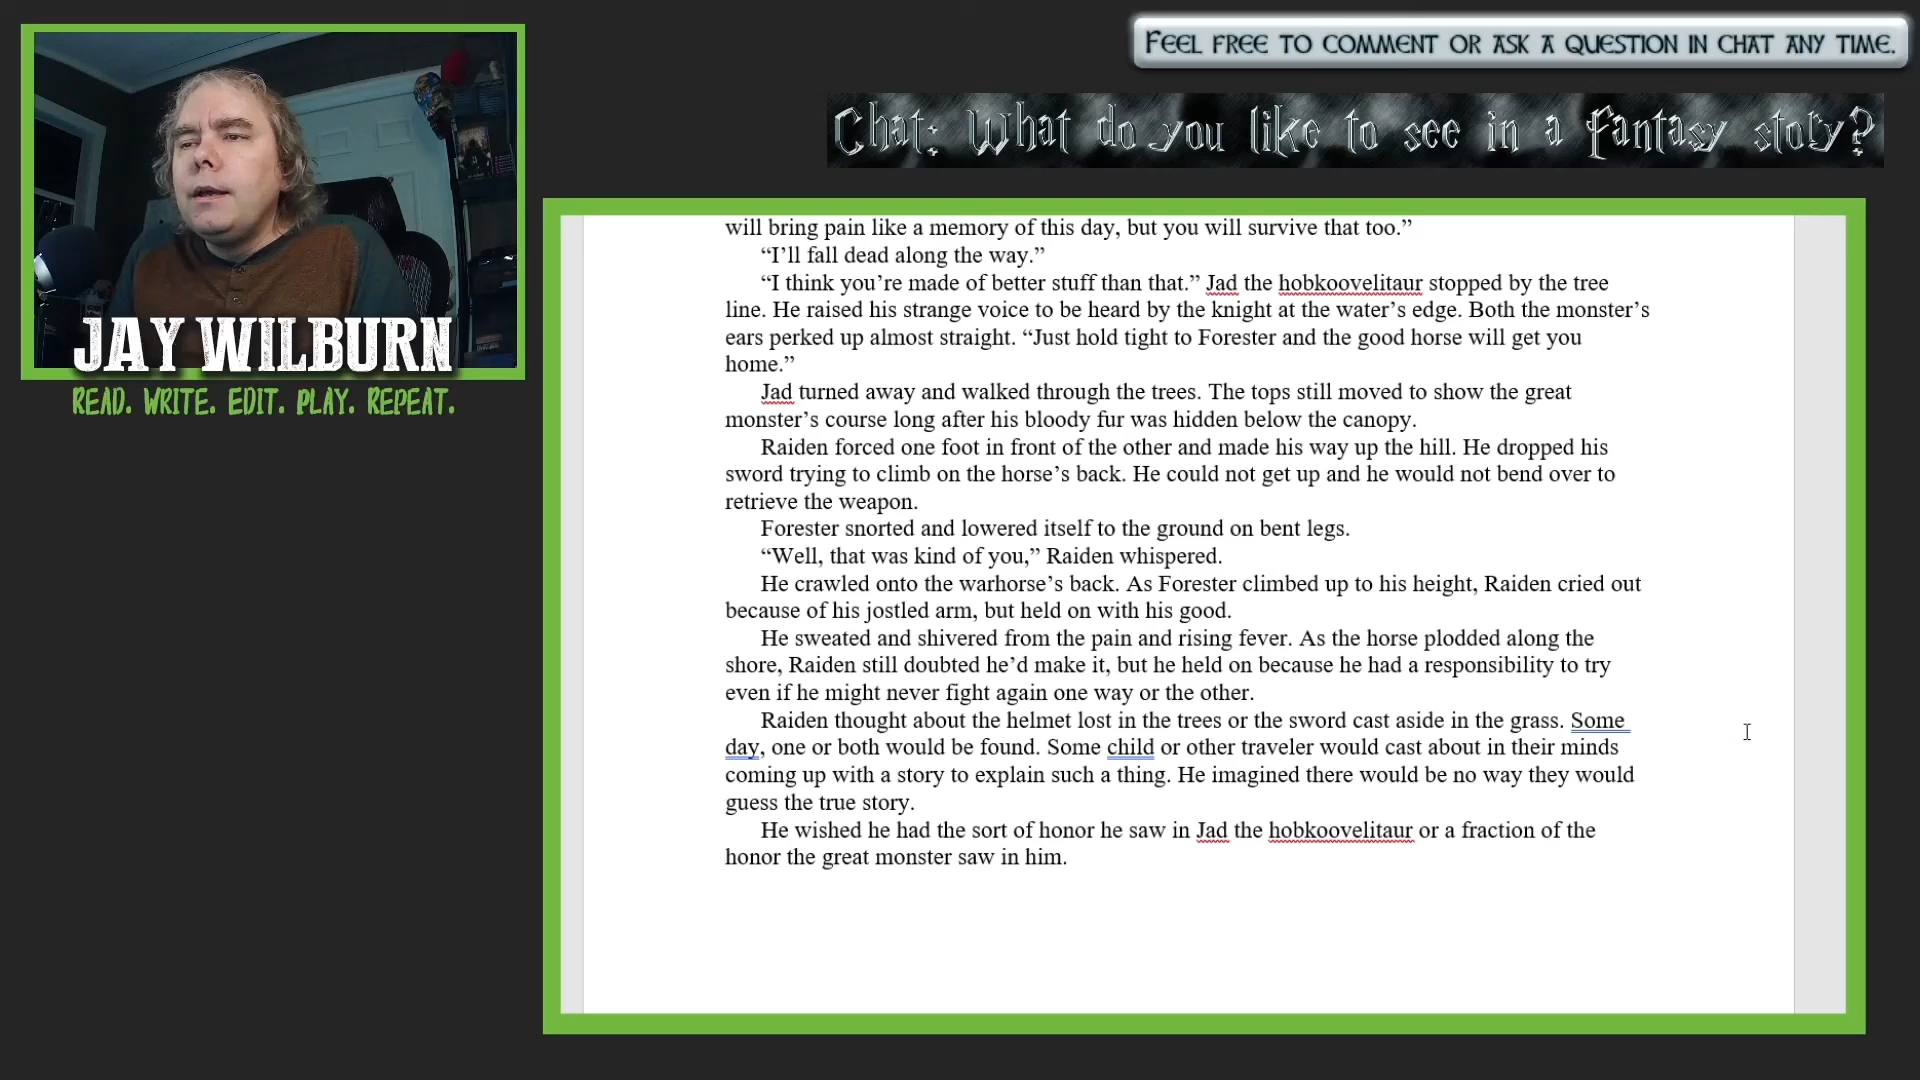 FEEL FREE TO COMMENT OR ASK A QUESTION IN CHAT ANY TIME.
Chat: What do you like to see in a fantasy story?
JAY WILBURN
READ. WRITE. EDIT. PLAY. REPEAT.
will bring pain like a memory of this day, but you will survive that too.”
“I’ll fall dead along the way.”
“I think you’re made of better stuff than that.” Jad the hobkoovelitaur stopped by the tree
line. He raised his strange voice to be heard by the knight at the water’s edge. Both the monster’s
ears perked up almost straight. “Just hold tight to Forester and the good horse will get you
home.”
Jad turned away and walked through the trees. The tops still moved to show the great
monster’s course long after his bloody fur was hidden below the canopy.
Raiden forced one foot in front of the other and made his way up the hill. He dropped his
sword trying to climb on the horse’s back. He could not get up and he would not bend over to
retrieve the weapon.
Forester snorted and lowered itself to the ground on bent legs.
“Well, that was kind of you,” Raiden whispered.
He crawled onto the warhorse’s back. As Forester climbed up to his height, Raiden cried out
because of his jostled arm, but held on with his good.
He sweated and shivered from the pain and rising fever. As the horse plodded along the
shore, Raiden still doubted he’d make it, but he held on because he had a responsibility to try
even if he might never fight again one way or the other.
Raiden thought about the helmet lost in the trees or the sword cast aside in the grass. Some
day, one or both would be found. Some child or other traveler would cast about in their minds
coming up with a story to explain such a thing. He imagined there would be no way they would
guess the true story.
He wished he had the sort of honor he saw in Jad the hobkoovelitaur or a fraction of the
honor the great monster saw in him.